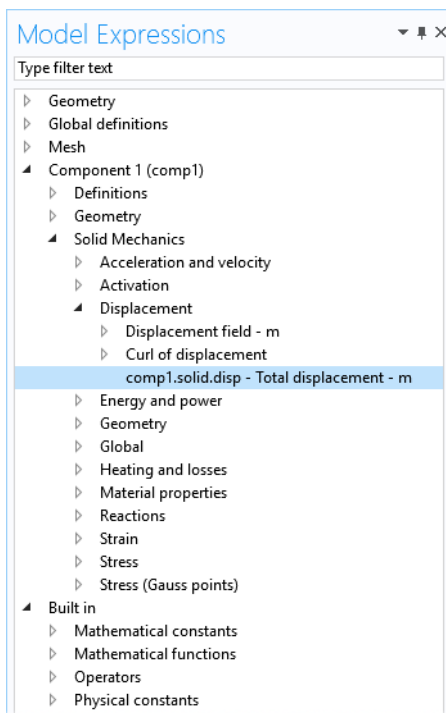 Model Expressions
Type filter text
Geometry
Global definitions
Mesh
Component 1 (comp1)
Definitions
Geometry
Solid Mechanics
Acceleration and velocity
Activation
Displacement
Displacement field - m
Curl of displacement
comp1.solid.disp - Total displacement - m
Energy and power
Geometry
Global
Heating and losses
Material properties
Reactions
Strain
Stress
Stress (Gauss points)
Built in
Mathematical constants
Mathematical functions
Operators
Physical constants